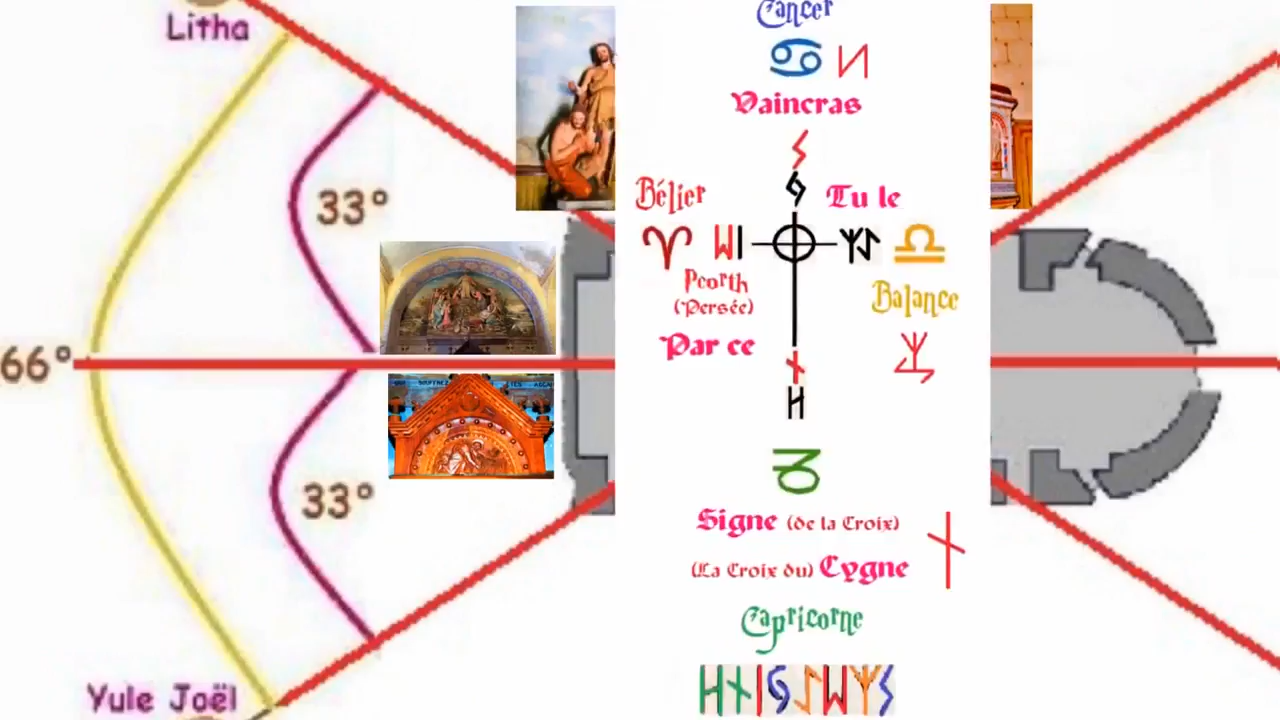 Litha
33°
66°
33°
Yule Joël
Cancer
♋ ᛋ
Vaincras
ᛊ
ᛃ
Bélier
Tu le
♈
ᛉ ᛇ
♎
Peorth
(Persée)
Balance
Par ce
ᚾ
ᚺ
♑
Signe (de la Croix)
(La Croix du) Cygne
Capricorne